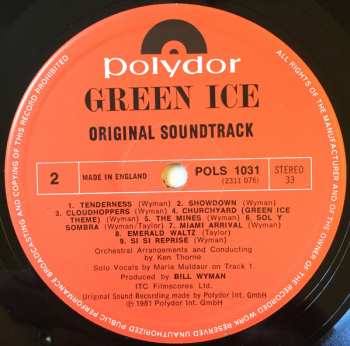 polydor
GREEN ICE
ORIGINAL SOUNDTRACK
2
MADE IN ENGLAND
POLS 1031
(2311 076)
STEREO
33
1. TENDERNESS (Wyman) 2. SHOWDOWN (Wyman)
3. CLOUDHOPPERS (Wyman) 4. CHURCHYARD (GREEN ICE
THEME) (Wyman) 5. THE MINES (Wyman) 6. SOL Y
SOMBRA (Wyman/Taylor) 7. MIAMI ARRIVAL (Wyman)
8. EMERALD WALTZ (Taylor)
9. SI SI REPRISE (Wyman)
Orchestral Arrangements and Conducting by
Ken Thorne
Solo Vocals by Maria Muldaur on Track 1
Produced by BILL WYMAN
ITC Filmscores Ltd.
Original Sound Recording made by Polydor Int. GmbH
℗1981 Polydor Int. GmbH
ALL RIGHTS OF THE MANUFACTURER AND OF THE OWNER OF THE RECORDED WORK RESERVED UNAUTHORIZED PUBLIC PERFORMANCE BROADCASTING AND COPYING OF THIS RECORD PROHIBITED